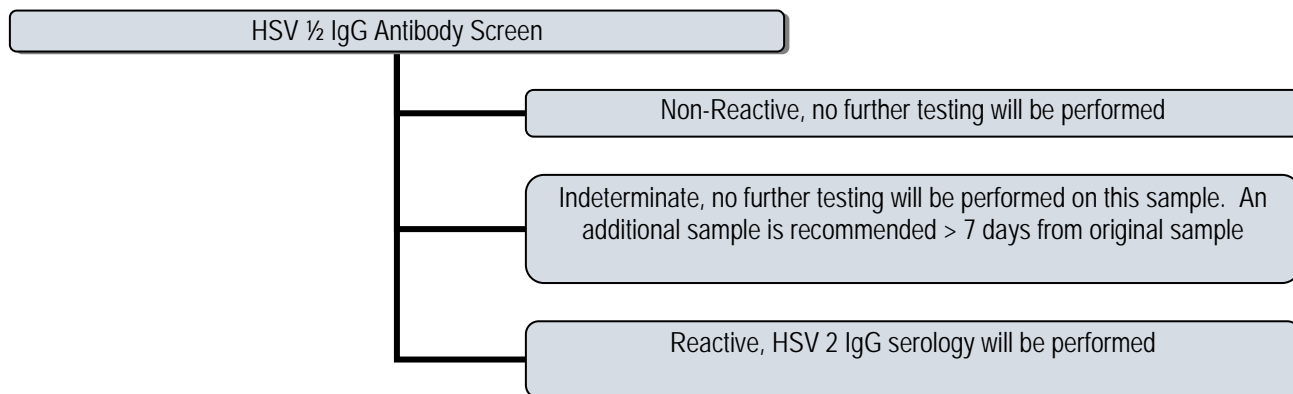 HSV ½ IgG Antibody Screen
Non-Reactive, no further testing will be performed
Indeterminate, no further testing will be performed on this sample.  An
additional sample is recommended > 7 days from original sample
Reactive, HSV 2 IgG serology will be performed